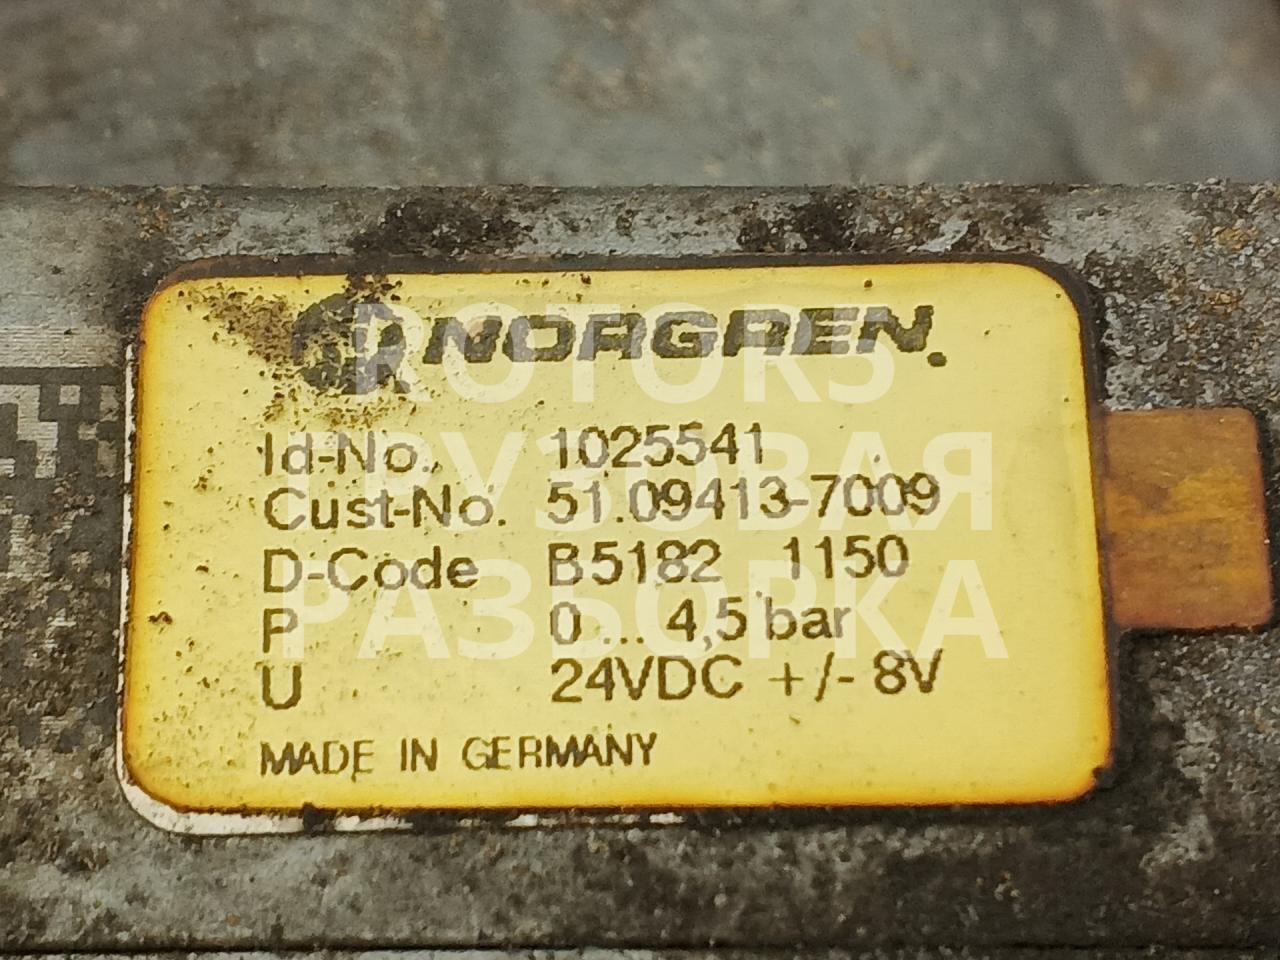 NORGREN.
ROTORS
Id-No. 1025541
ГРУЗОВАЯ
Cust-No. 51.09413-7009
D-Code B5182 1150
РАЗБОРКА
P 0 ... 4,5 bar
U 24VDC +/- 8V
MADE IN GERMANY